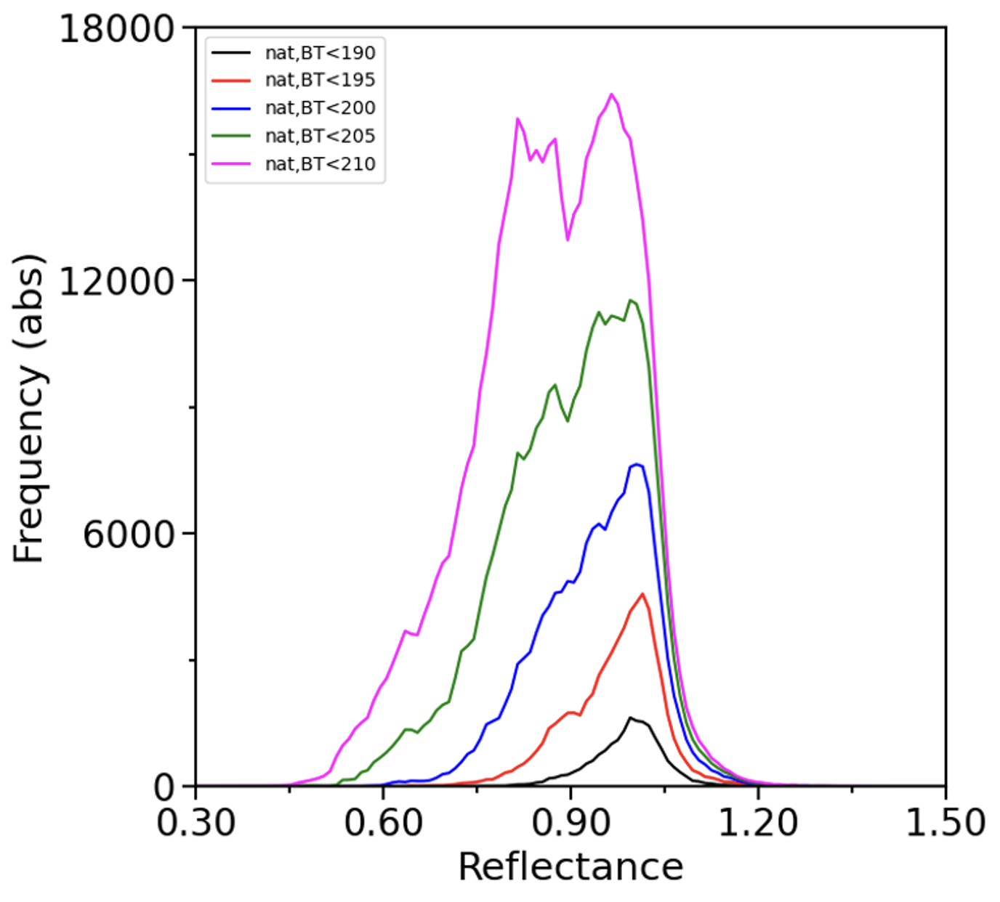 18000
12000
6000
0
Frequency (abs)
nat,BT<190
nat,BT<195
nat,BT<200
nat,BT<205
nat,BT<210
0.30 0.60 0.90 1.20 1.50
Reflectance